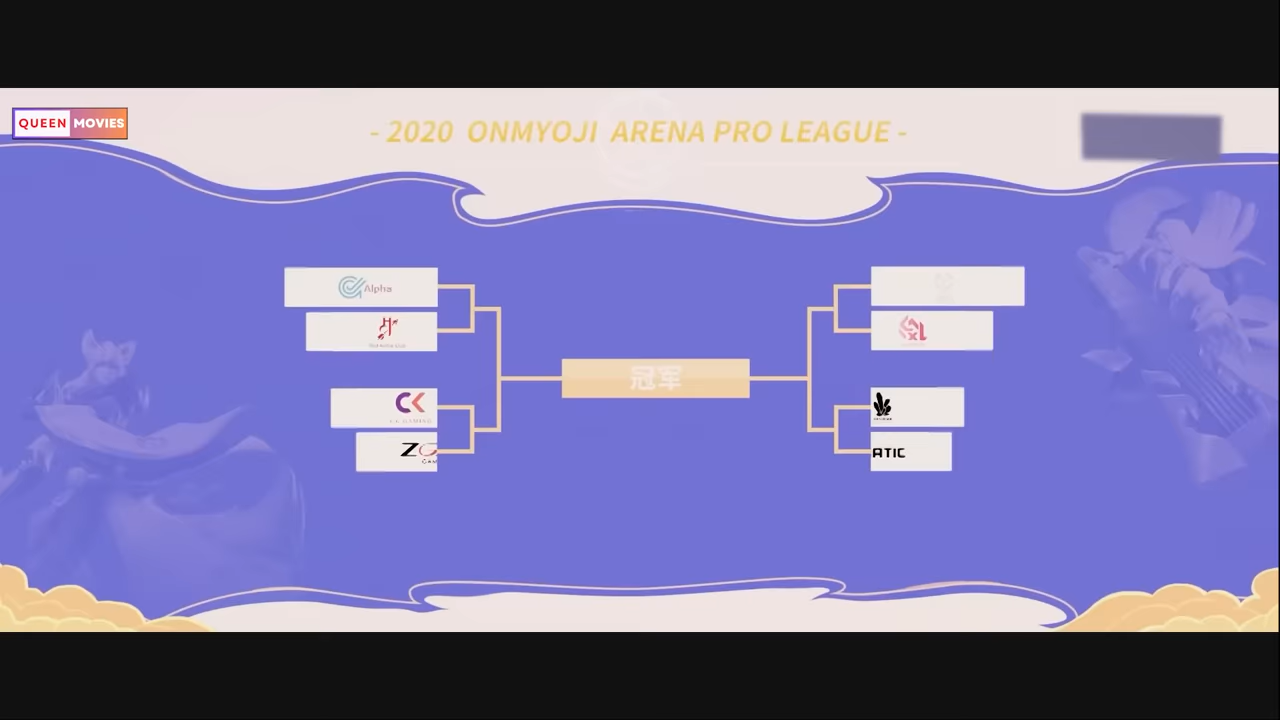 QUEEN MOVIES
- 2020 ONMYOJI ARENA PRO LEAGUE -
Alpha
CK
冠军
ATIC